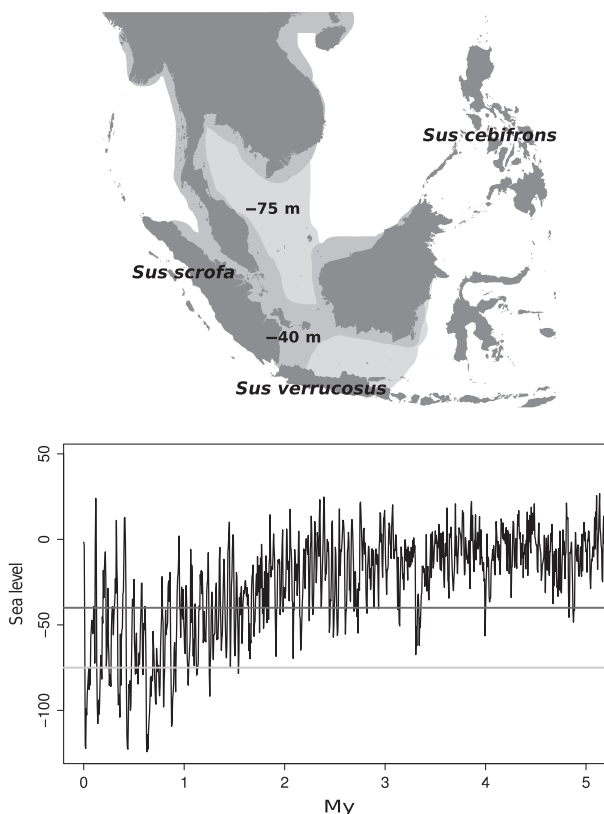 Sus cebifrons
−75 m
Sus scrofa
−40 m
Sus verrucosus
50
0
−50
−100
Sea level
0 1 2 3 4 5
My